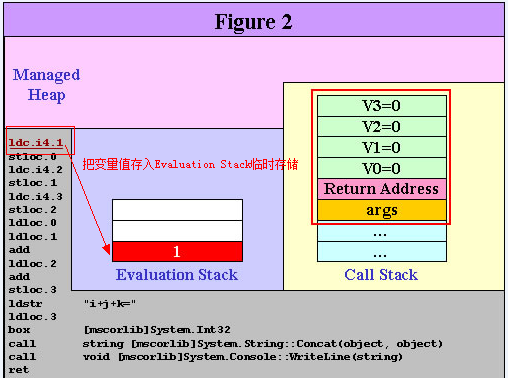 Figure 2
Managed
Heap
ldc.i4.1
stloc.0
ldc.i4.2
stloc.1
ldc.i4.3
stloc.2
ldloc.0
ldloc.1
add
ldloc.2
add
stloc.3
ldstr "i+j+k="
ldloc.3
box [mscorlib]System.Int32
call string [mscorlib]System.String::Concat(object, object)
call void [mscorlib]System.Console::WriteLine(string)
ret
把变量值存入Evaluation Stack临时存储
1
Evaluation Stack
V3=0
V2=0
V1=0
V0=0
Return Address
args
...
...
Call Stack